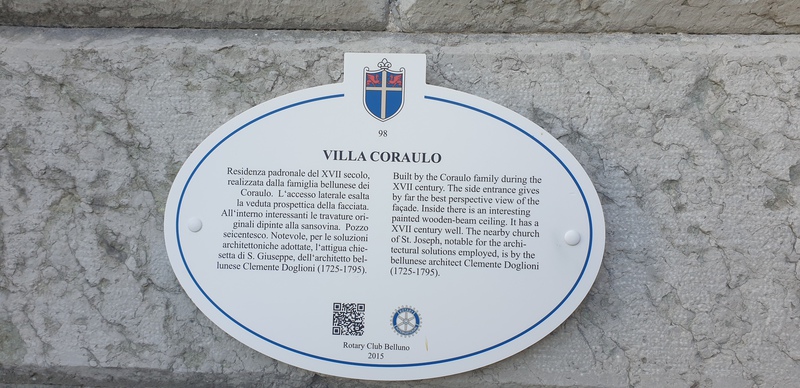 98
VILLA CORAULO
Residenza padronale del XVII secolo,
realizzata dalla famiglia bellunese dei
Coraulo. L'accesso laterale esalta
la veduta prospettica della facciata.
All'interno interessanti le travature ori-
ginali dipinte alla sansovina. Pozzo
seicentesco. Notevole, per le soluzioni
architettoniche adottate, l'attigua chie-
setta di S. Giuseppe, dell'architetto bel-
lunese Clemente Doglioni (1725-1795).
Built by the Coraulo family during the
XVII century. The side entrance gives
by far the best perspective view of the
façade. Inside there is an interesting
painted wooden-beam ceiling. It has a
XVII century well. The nearby church
of St. Joseph, notable for the archi-
tectural solutions employed, is by the
bellunese architect Clemente Doglioni
(1725-1795).
Rotary Club Belluno
2015